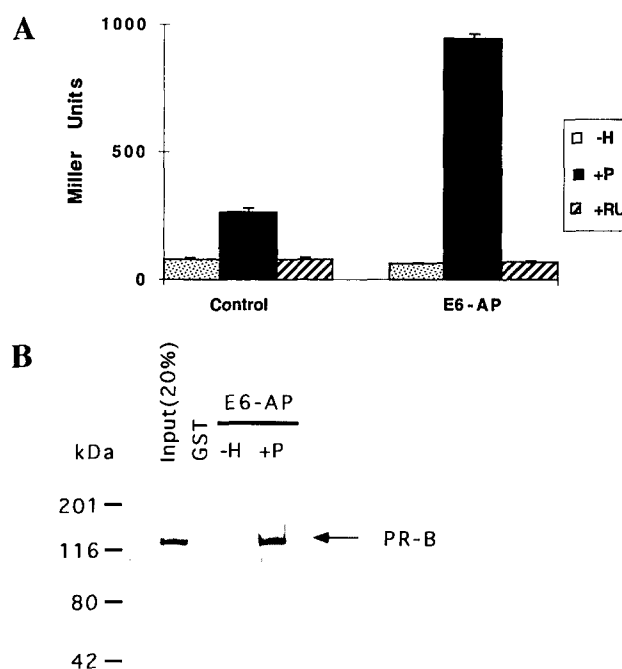 A
1000
500
0
Miller Units
Control
E6-AP
-H
+P
+RU
B
Input(20%)
GST
E6-AP
-H +P
kDa
201
116
80
42
PR-B